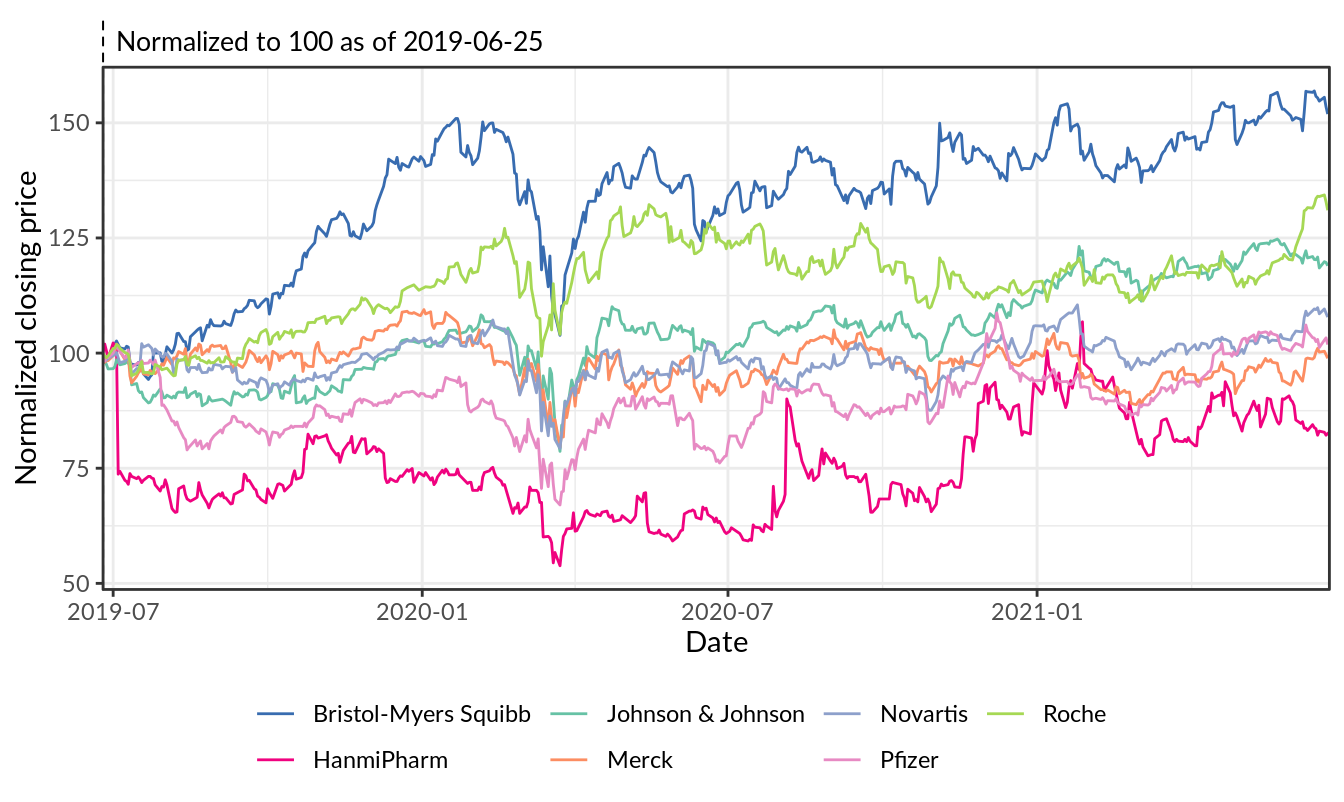 Normalized to 100 as of 2019-06-25
Normalized closing price
150
125
100
75
50
2019-07 2020-01 2020-07 2021-01
Date
Bristol-Myers Squibb Johnson & Johnson Novartis Roche
HanmiPharm Merck Pfizer